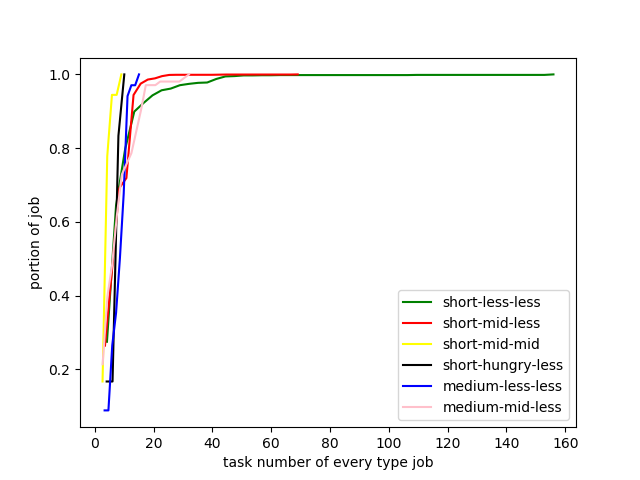 1.0
0.8
0.6
0.4
0.2
portion of job
0 20 40 60 80 100 120 140 160
task number of every type job
short-less-less
short-mid-less
short-mid-mid
short-hungry-less
medium-less-less
medium-mid-less